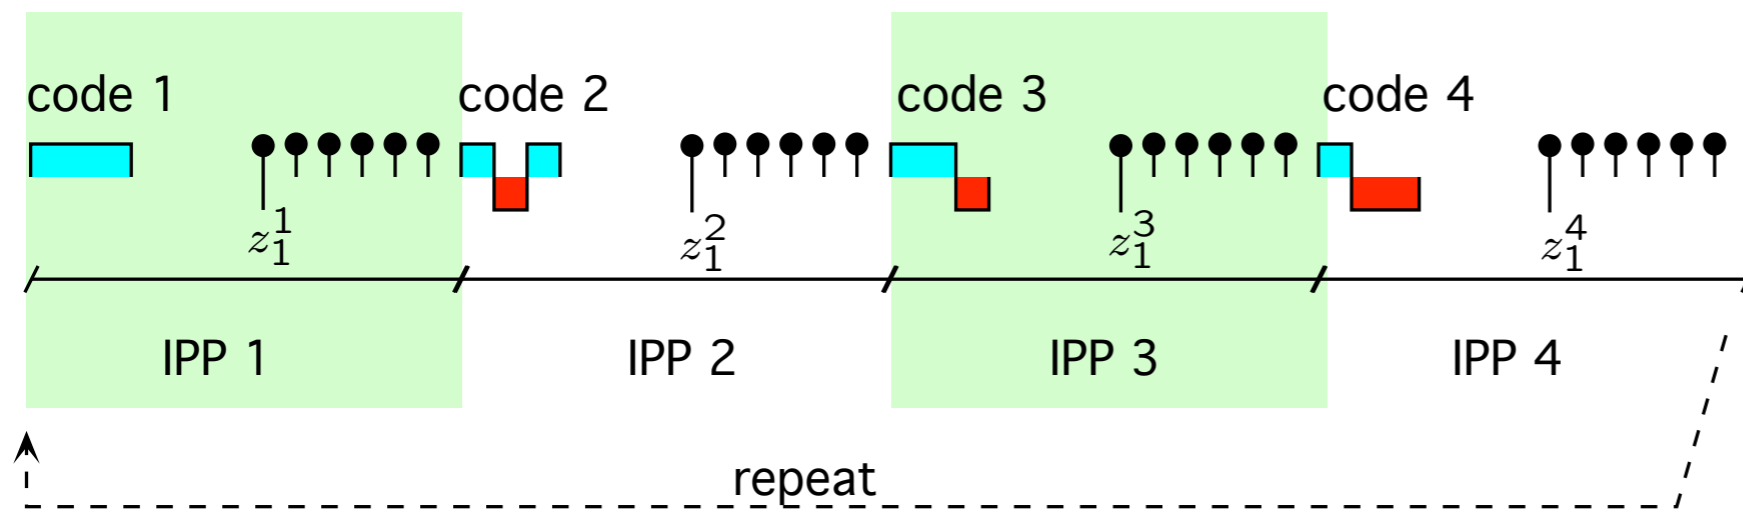 code 1 code 2 code 3 code 4
z_1^1 z_1^2 z_1^3 z_1^4
IPP 1 IPP 2 IPP 3 IPP 4
repeat